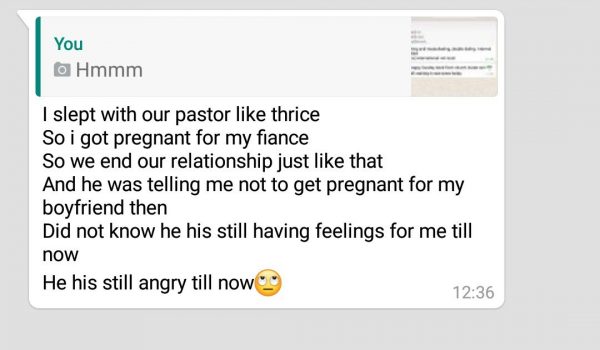 You
Hmmm
I slept with our pastor like thrice
So i got pregnant for my fiance
So we end our relationship just like that
And he was telling me not to get pregnant for my
boyfriend then
Did not know he his still having feelings for me till
now
He his still angry till now🙄
12:36